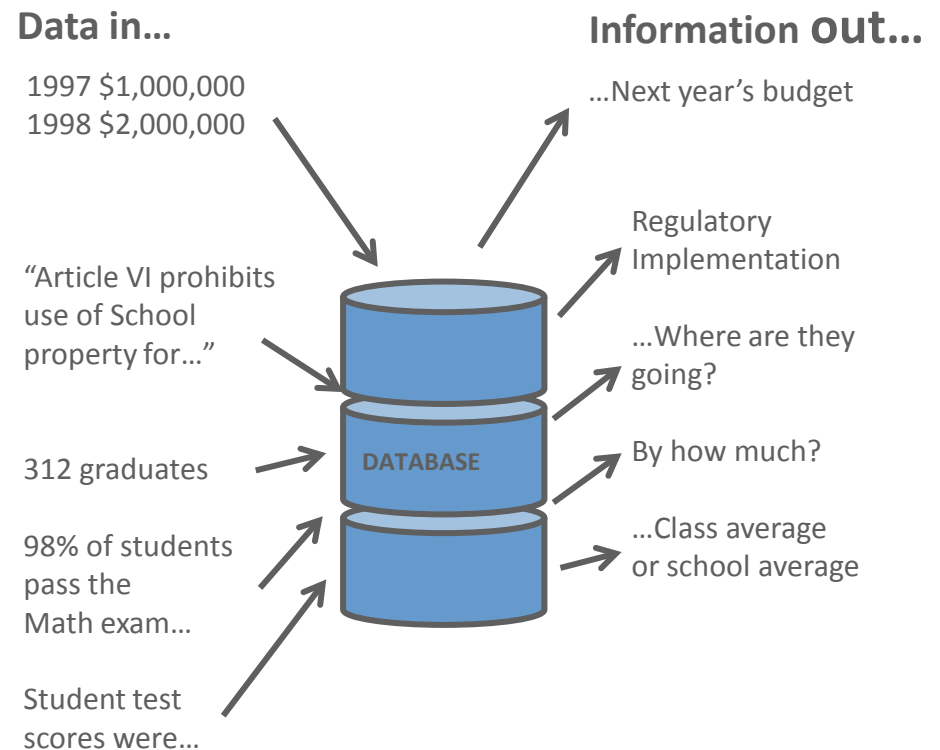 Data in…
1997 $1,000,000
1998 $2,000,000
“Article VI prohibits
use of School
property for…”
312 graduates
98% of students
pass the
Math exam…
Student test
scores were…
DATABASE
Information out…
…Next year’s budget
Regulatory
Implementation
…Where are they
going?
By how much?
…Class average
or school average